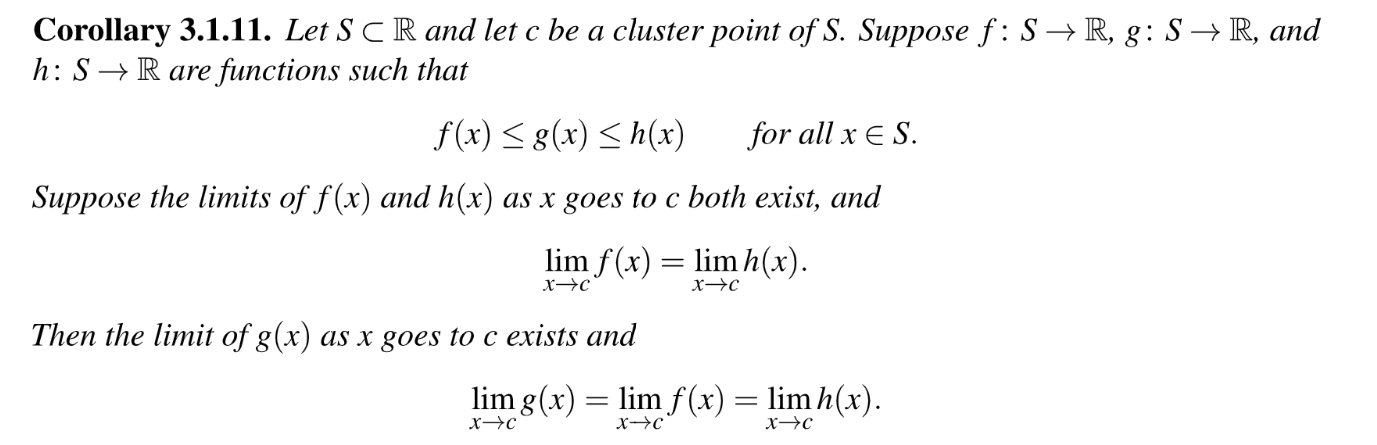 Corollary 3.1.11. Let S ⊂ ℝ and let c be a cluster point of S. Suppose f : S → ℝ, g : S → ℝ, and
h : S → ℝ are functions such that
f(x) ≤ g(x) ≤ h(x) for all x ∈ S.
Suppose the limits of f(x) and h(x) as x goes to c both exist, and
lim_{x→c} f(x) = lim_{x→c} h(x).
Then the limit of g(x) as x goes to c exists and
lim_{x→c} g(x) = lim_{x→c} f(x) = lim_{x→c} h(x).